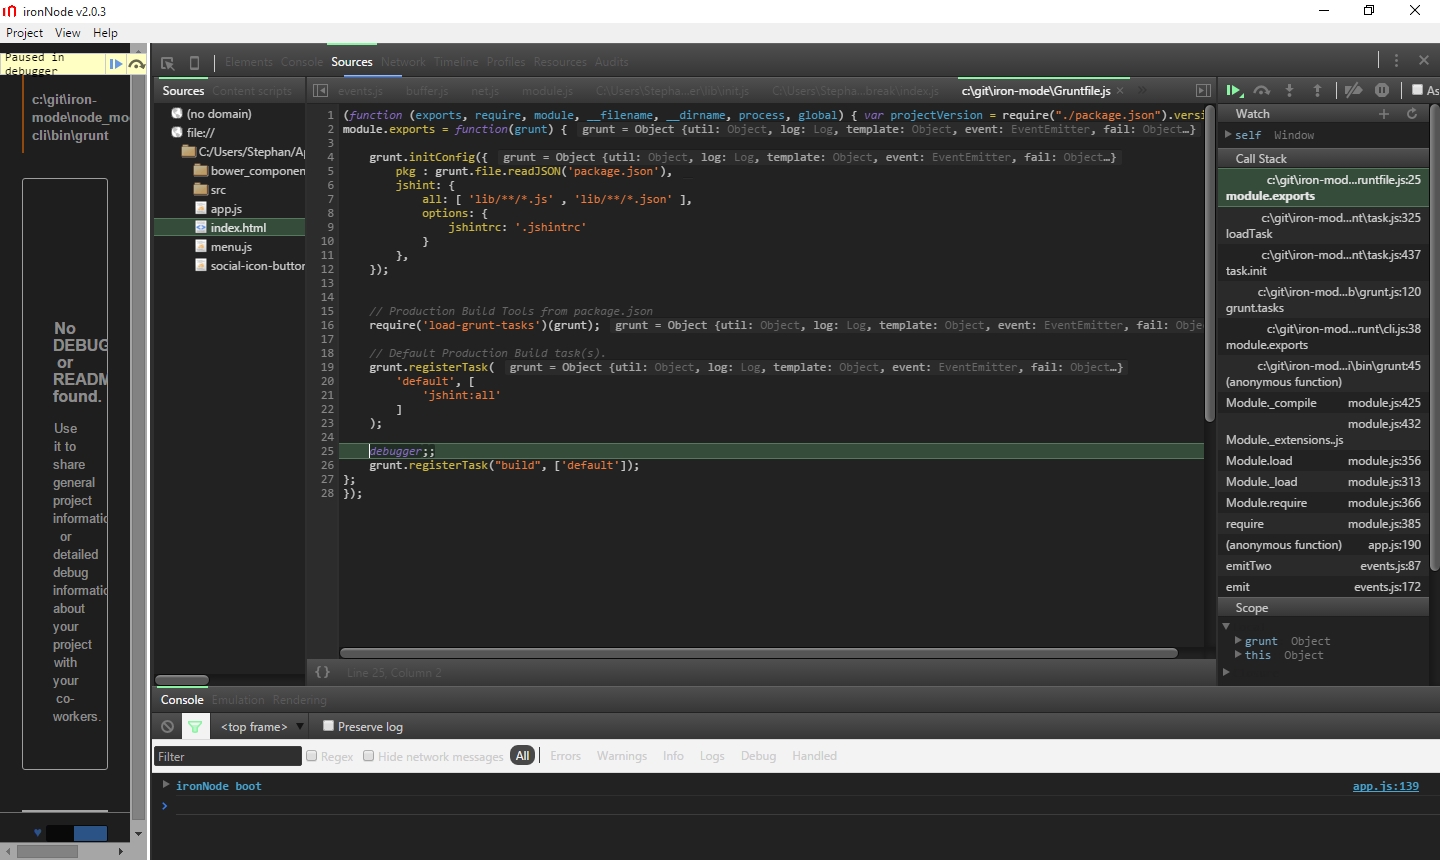 ironNode v2.0.3
Project View Help
Paused in
debugger
c:\git\iron-
mode\node_mo
cli\bin\grunt
No
DEBUG
or
READM
found.
Use
it to
share
general
project
informatio
or
detailed
debug
informatio
about
your
project
with
your
co-
workers.
Elements Console Sources Network Timeline Profiles Resources Audits
Sources Content scripts
(no domain)
file://
C:/Users/Stephan/A
bower_componen
src
app.js
index.html
menu.js
social-icon-button
events.js buffer.js net.js module.js C:\Users\Stepha...er\lib\init.js C:\Users\Stepha...break\index.js c:\git\iron-mode\Gruntfile.js × »
1 (function (exports, require, module, __filename, __dirname, process, global) { var projectVersion = require("./package.json").versi
2 module.exports = function(grunt) { grunt = Object {util: Object, log: Log, template: Object, event: EventEmitter, fail: Object…}
3
4 grunt.initConfig({ grunt = Object {util: Object, log: Log, template: Object, event: EventEmitter, fail: Object…}
5 pkg : grunt.file.readJSON('package.json'),
6 jshint: {
7 all: [ 'lib/**/*.js' , 'lib/**/*.json' ],
8 options: {
9 jshintrc: '.jshintrc'
10 }
11 },
12 });
13
14
15 // Production Build Tools from package.json
16 require('load-grunt-tasks')(grunt); grunt = Object {util: Object, log: Log, template: Object, event: EventEmitter, fail: Obje
17
18 // Default Production Build task(s).
19 grunt.registerTask( grunt = Object {util: Object, log: Log, template: Object, event: EventEmitter, fail: Object…}
20 'default', [
21 'jshint:all'
22 ]
23 );
24
25 debugger;;
26 grunt.registerTask("build", ['default']);
27 };
28 });
{} Line 25, Column 2
As
Watch
self Window
Call Stack
c:\git\iron-mod...runtfile.js:25
module.exports
c:\git\iron-mod...nt\task.js:325
loadTask
c:\git\iron-mod...nt\task.js:437
task.init
c:\git\iron-mod...b\grunt.js:120
grunt.tasks
c:\git\iron-mod...runt\cli.js:38
module.exports
c:\git\iron-mod...i\bin\grunt:45
(anonymous function)
Module._compile module.js:425
module.js:432
Module._extensions..js
Module.load module.js:356
Module._load module.js:313
Module.require module.js:366
require module.js:385
(anonymous function) app.js:190
emitTwo events.js:87
emit events.js:172
Scope
grunt Object
this Object
Console Emulation Rendering
<top frame> Preserve log
Filter Regex Hide network messages All Errors Warnings Info Logs Debug Handled
ironNode boot app.js:139